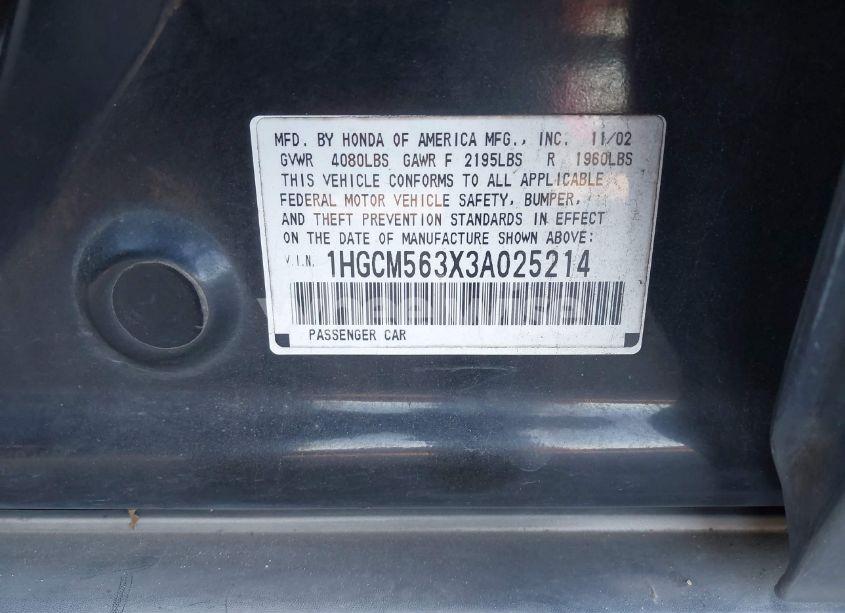 MFD. BY HONDA OF AMERICA MFG., INC. 11/02
GVWR 4080LBS GAWR F 2195LBS R 1960LBS
THIS VEHICLE CONFORMS TO ALL APPLICABLE
FEDERAL MOTOR VEHICLE SAFETY, BUMPER,
AND THEFT PREVENTION STANDARDS IN EFFECT
ON THE DATE OF MANUFACTURE SHOWN ABOVE:
V.I.N. 1HGCM563X3A025214
PASSENGER CAR